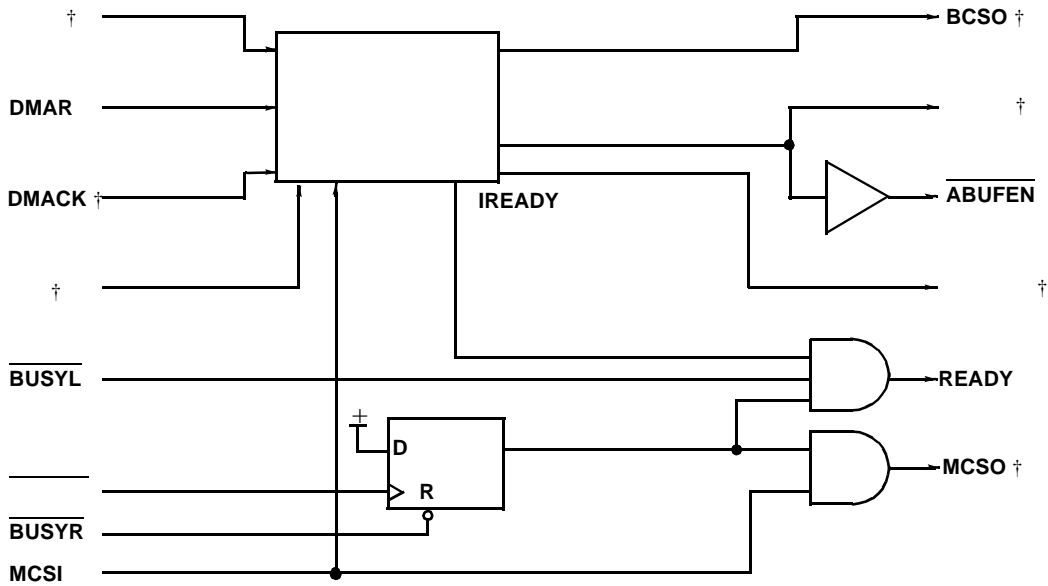 †
BCSO †
DMAR
†
DMACK †
IREADY
ABUFEN
†
†
BUSYL
READY
+
D
MCSO †
R
BUSYR
MCSI